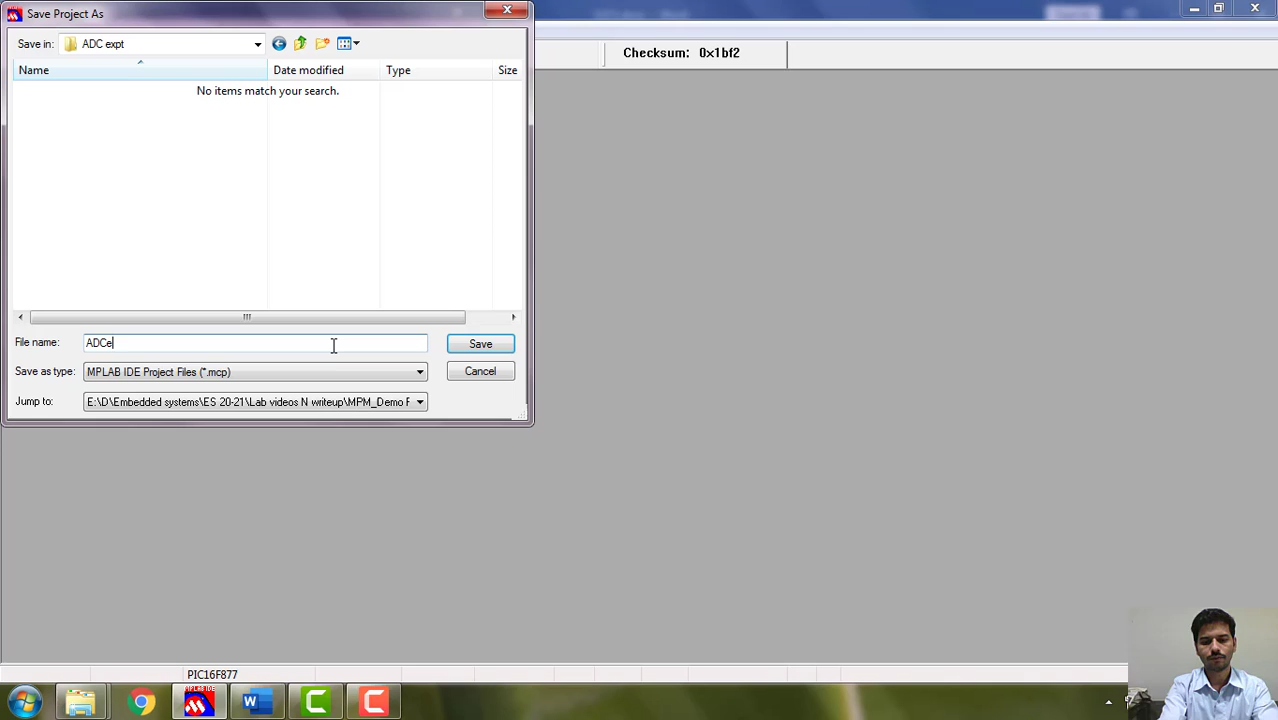 Save Project As
Save in: ADC expt
Checksum: 0x1bf2
Name Date modified Type Size
No items match your search.
File name: ADCe Save
Save as type: MPLAB IDE Project Files (*.mcp) Cancel
Jump to: E:\D\Embedded systems\ES 20-21\Lab videos N writeup\MPM_Demo F
PIC16F877
MPLAB IDE